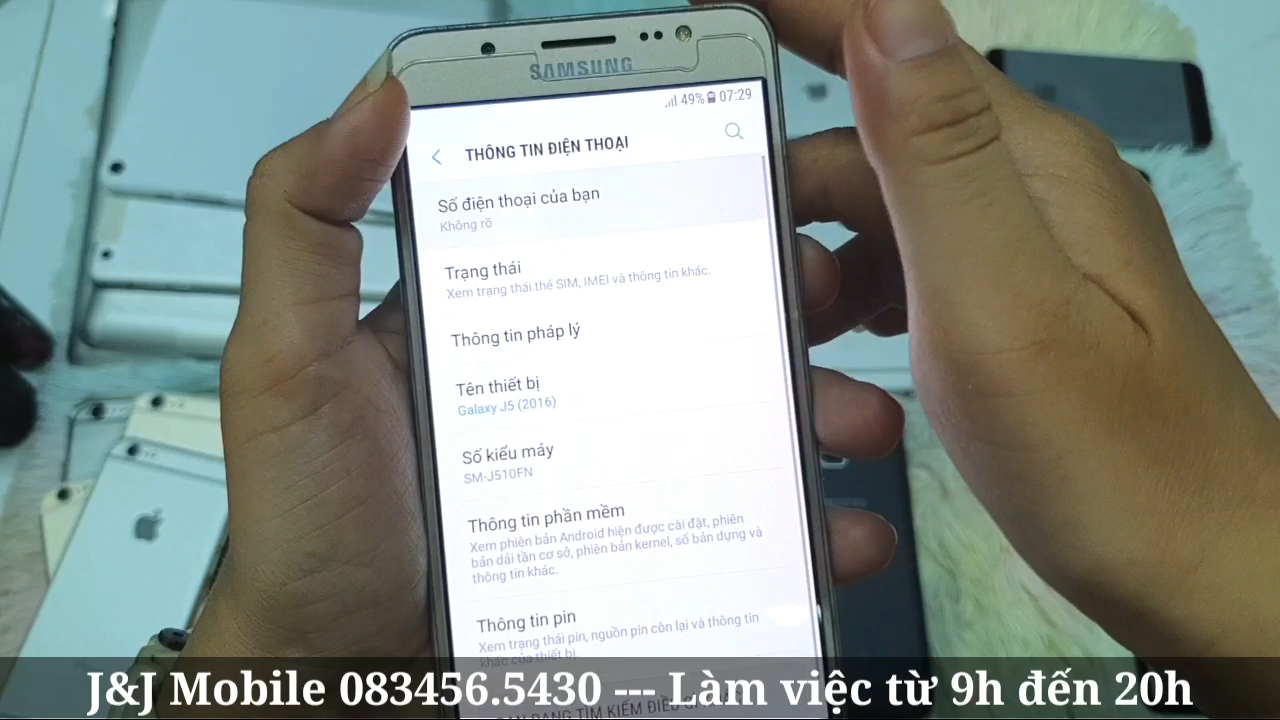 SAMSUNG
49% 07:29
THÔNG TIN ĐIỆN THOẠI
Số điện thoại của bạn
Không rõ
Trạng thái
Xem trạng thái thẻ SIM, IMEI và thông tin khác.
Thông tin pháp lý
Tên thiết bị
Galaxy J5 (2016)
Số kiểu máy
SM-J510FN
Thông tin phần mềm
Xem phiên bản Android hiện được cài đặt, phiên
bản dải tần cơ sở, phiên bản kernel, số bản dựng và
thông tin khác.
Thông tin pin
Xem trạng thái pin, nguồn pin còn lại và thông tin
khác của thiết bị.
J&J Mobile 083456.5430 --- Làm việc từ 9h đến 20h